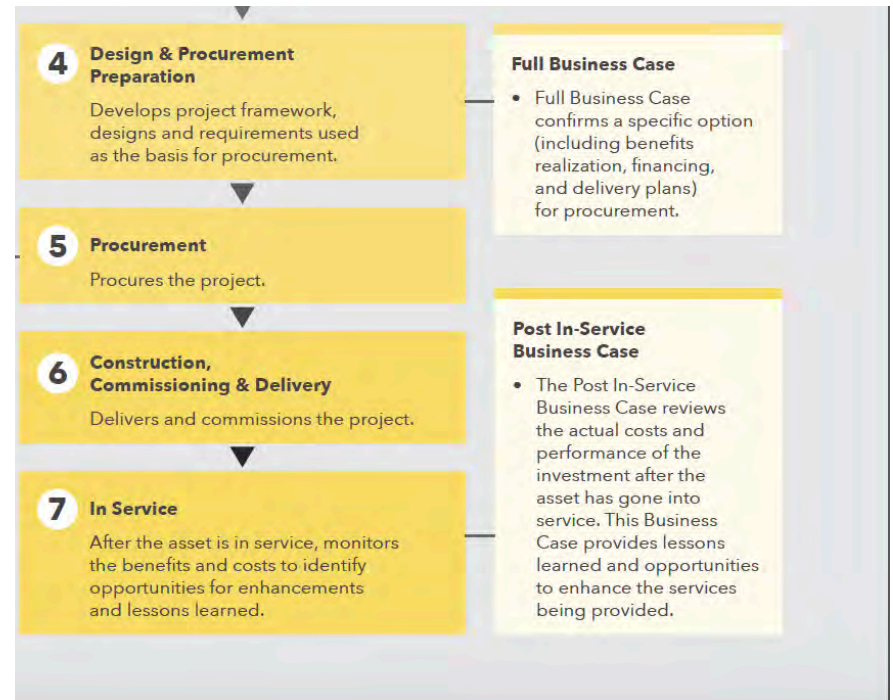 4
Design & Procurement
Preparation
Develops project framework,
designs and requirements used
as the basis for procurement.
Full Business Case
• Full Business Case
confirms a specific option
(including benefits
realization, financing,
and delivery plans)
for procurement.
5
Procurement
Procures the project.
6
Construction,
Commissioning & Delivery
Delivers and commissions the project.
7
In Service
After the asset is in service, monitors
the benefits and costs to identify
opportunities for enhancements
and lessons learned.
Post In-Service
Business Case
• The Post In-Service
Business Case reviews
the actual costs and
performance of the
investment after the
asset has gone into
service. This Business
Case provides lessons
learned and opportunities
to enhance the services
being provided.